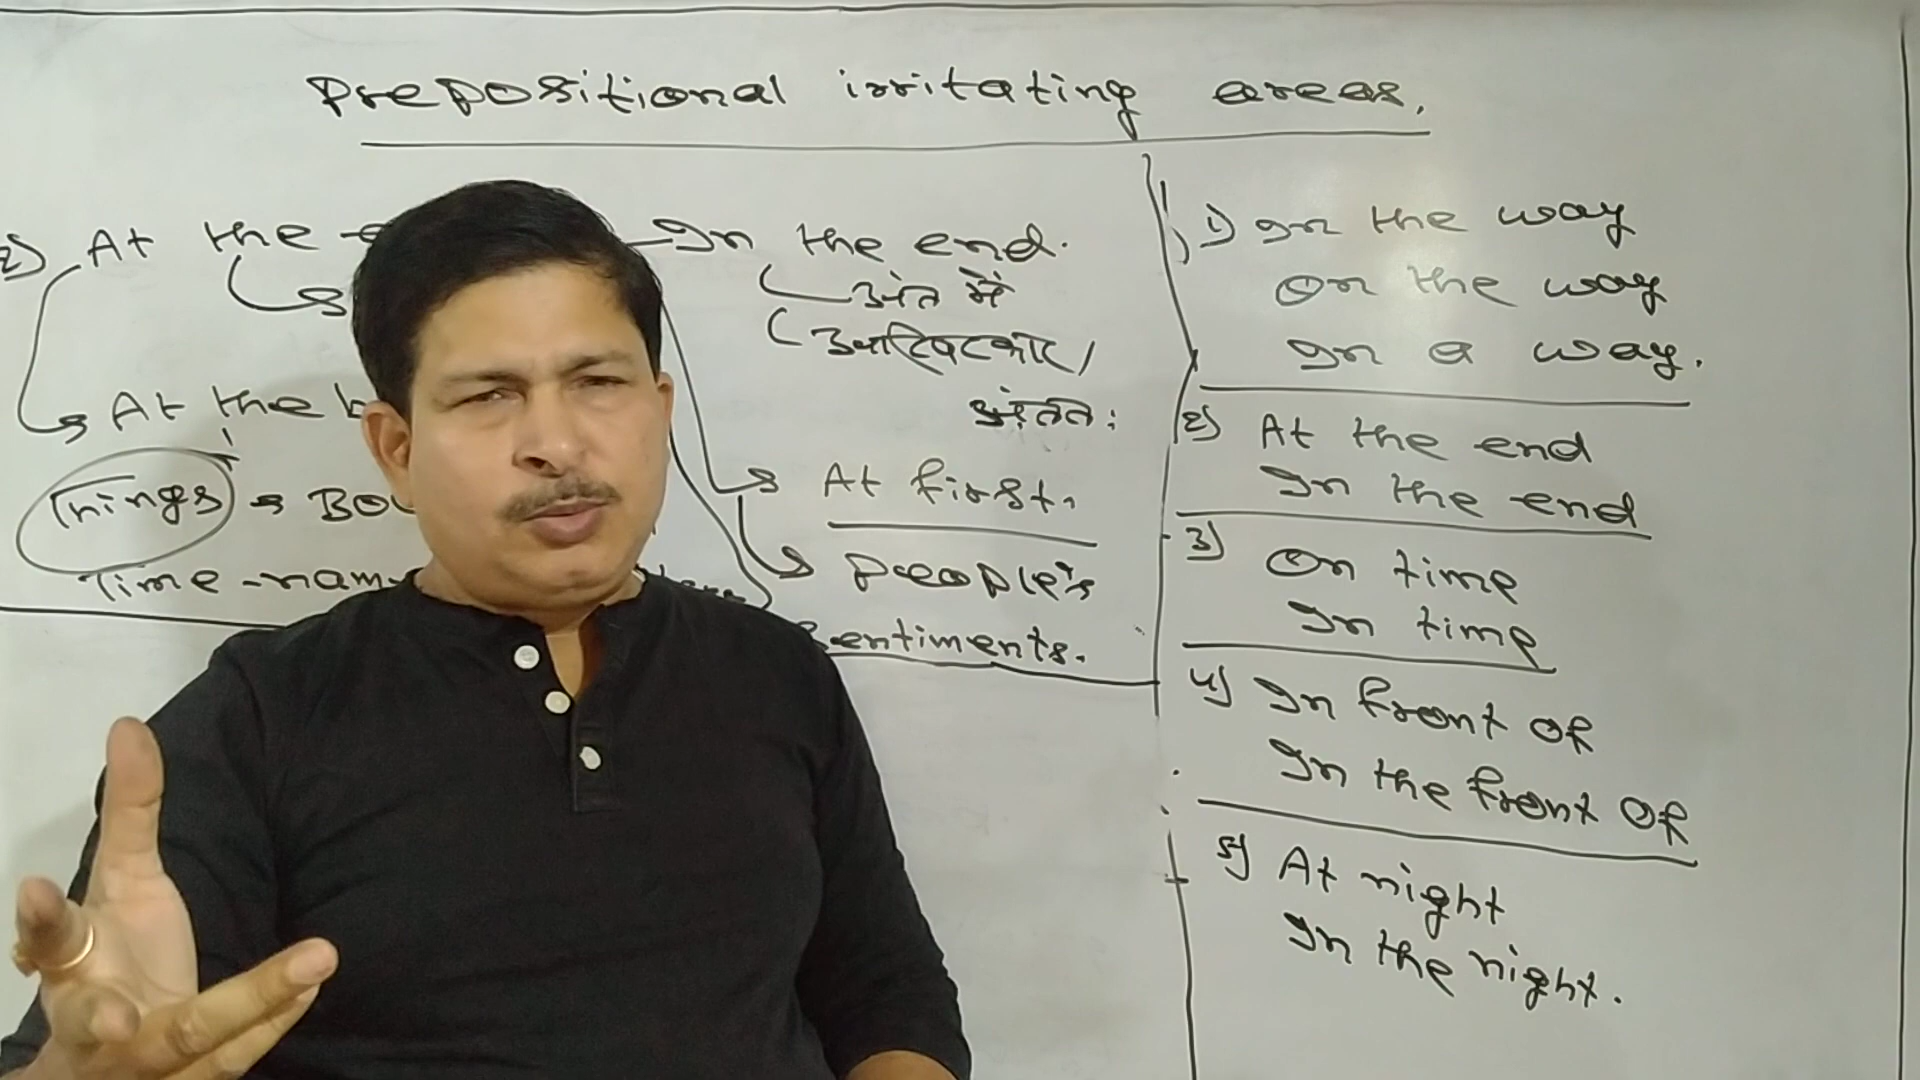 Prepositional irritating areas.
2) At the
In the end.
अंत में
आखिरकार /
अंततः
At the b
Things → Bo
Time-nam
At first.
People's
Sentiments.
1) In the way
On the way
In a way.
2) At the end
In the end
3) On time
In time
4) In front of
In the front of
5) At night
In the night.